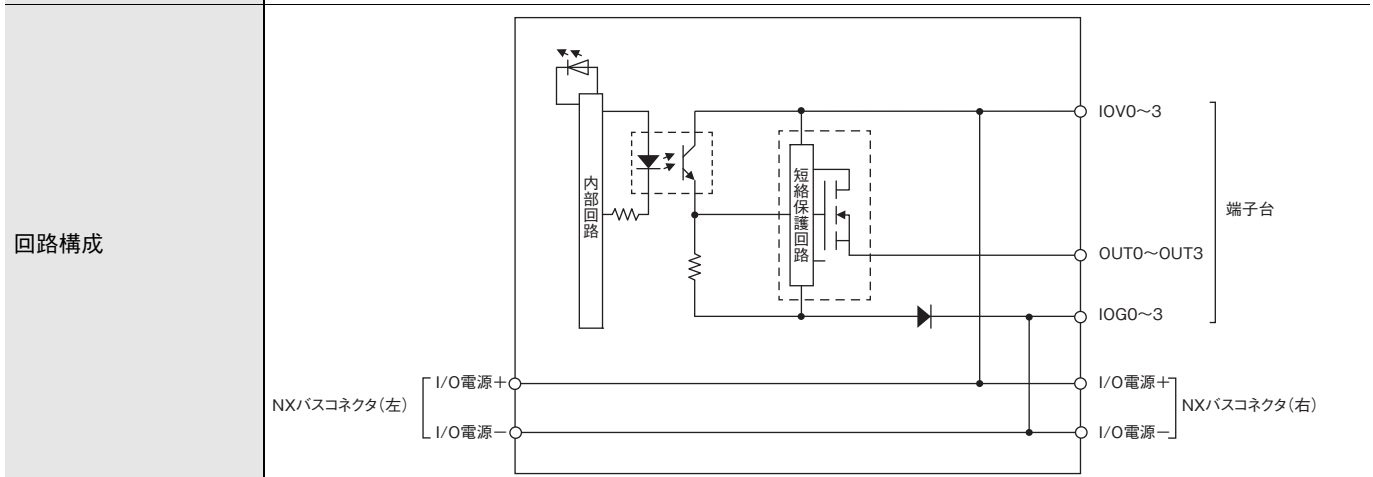 回路構成
内部回路
短絡保護回路
IOV0～3
端子台
OUT0～OUT3
IOG0～3
NXバスコネクタ（左）
I/O電源＋
I/O電源－
I/O電源＋
I/O電源－
NXバスコネクタ（右）